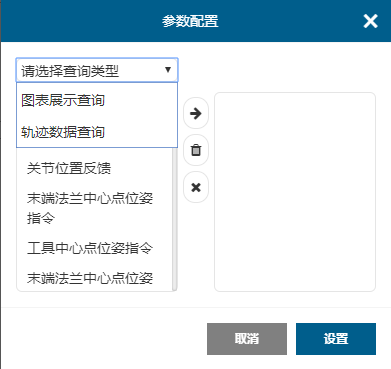 参数配置
请选择查询类型
图表展示查询
轨迹数据查询
关节位置反馈
末端法兰中心点位姿
指令
工具中心点位姿指令
末端法兰中心点位姿
取消
设置